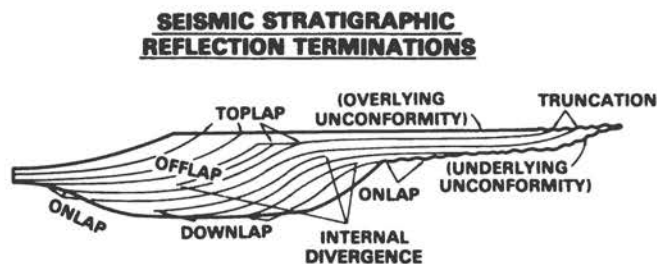 SEISMIC STRATIGRAPHIC
REFLECTION TERMINATIONS
TOPLAP
(OVERLYING
UNCONFORMITY)
TRUNCATION
OFFLAP
ONLAP
(UNDERLYING
UNCONFORMITY)
ONLAP
DOWNLAP
INTERNAL
DIVERGENCE